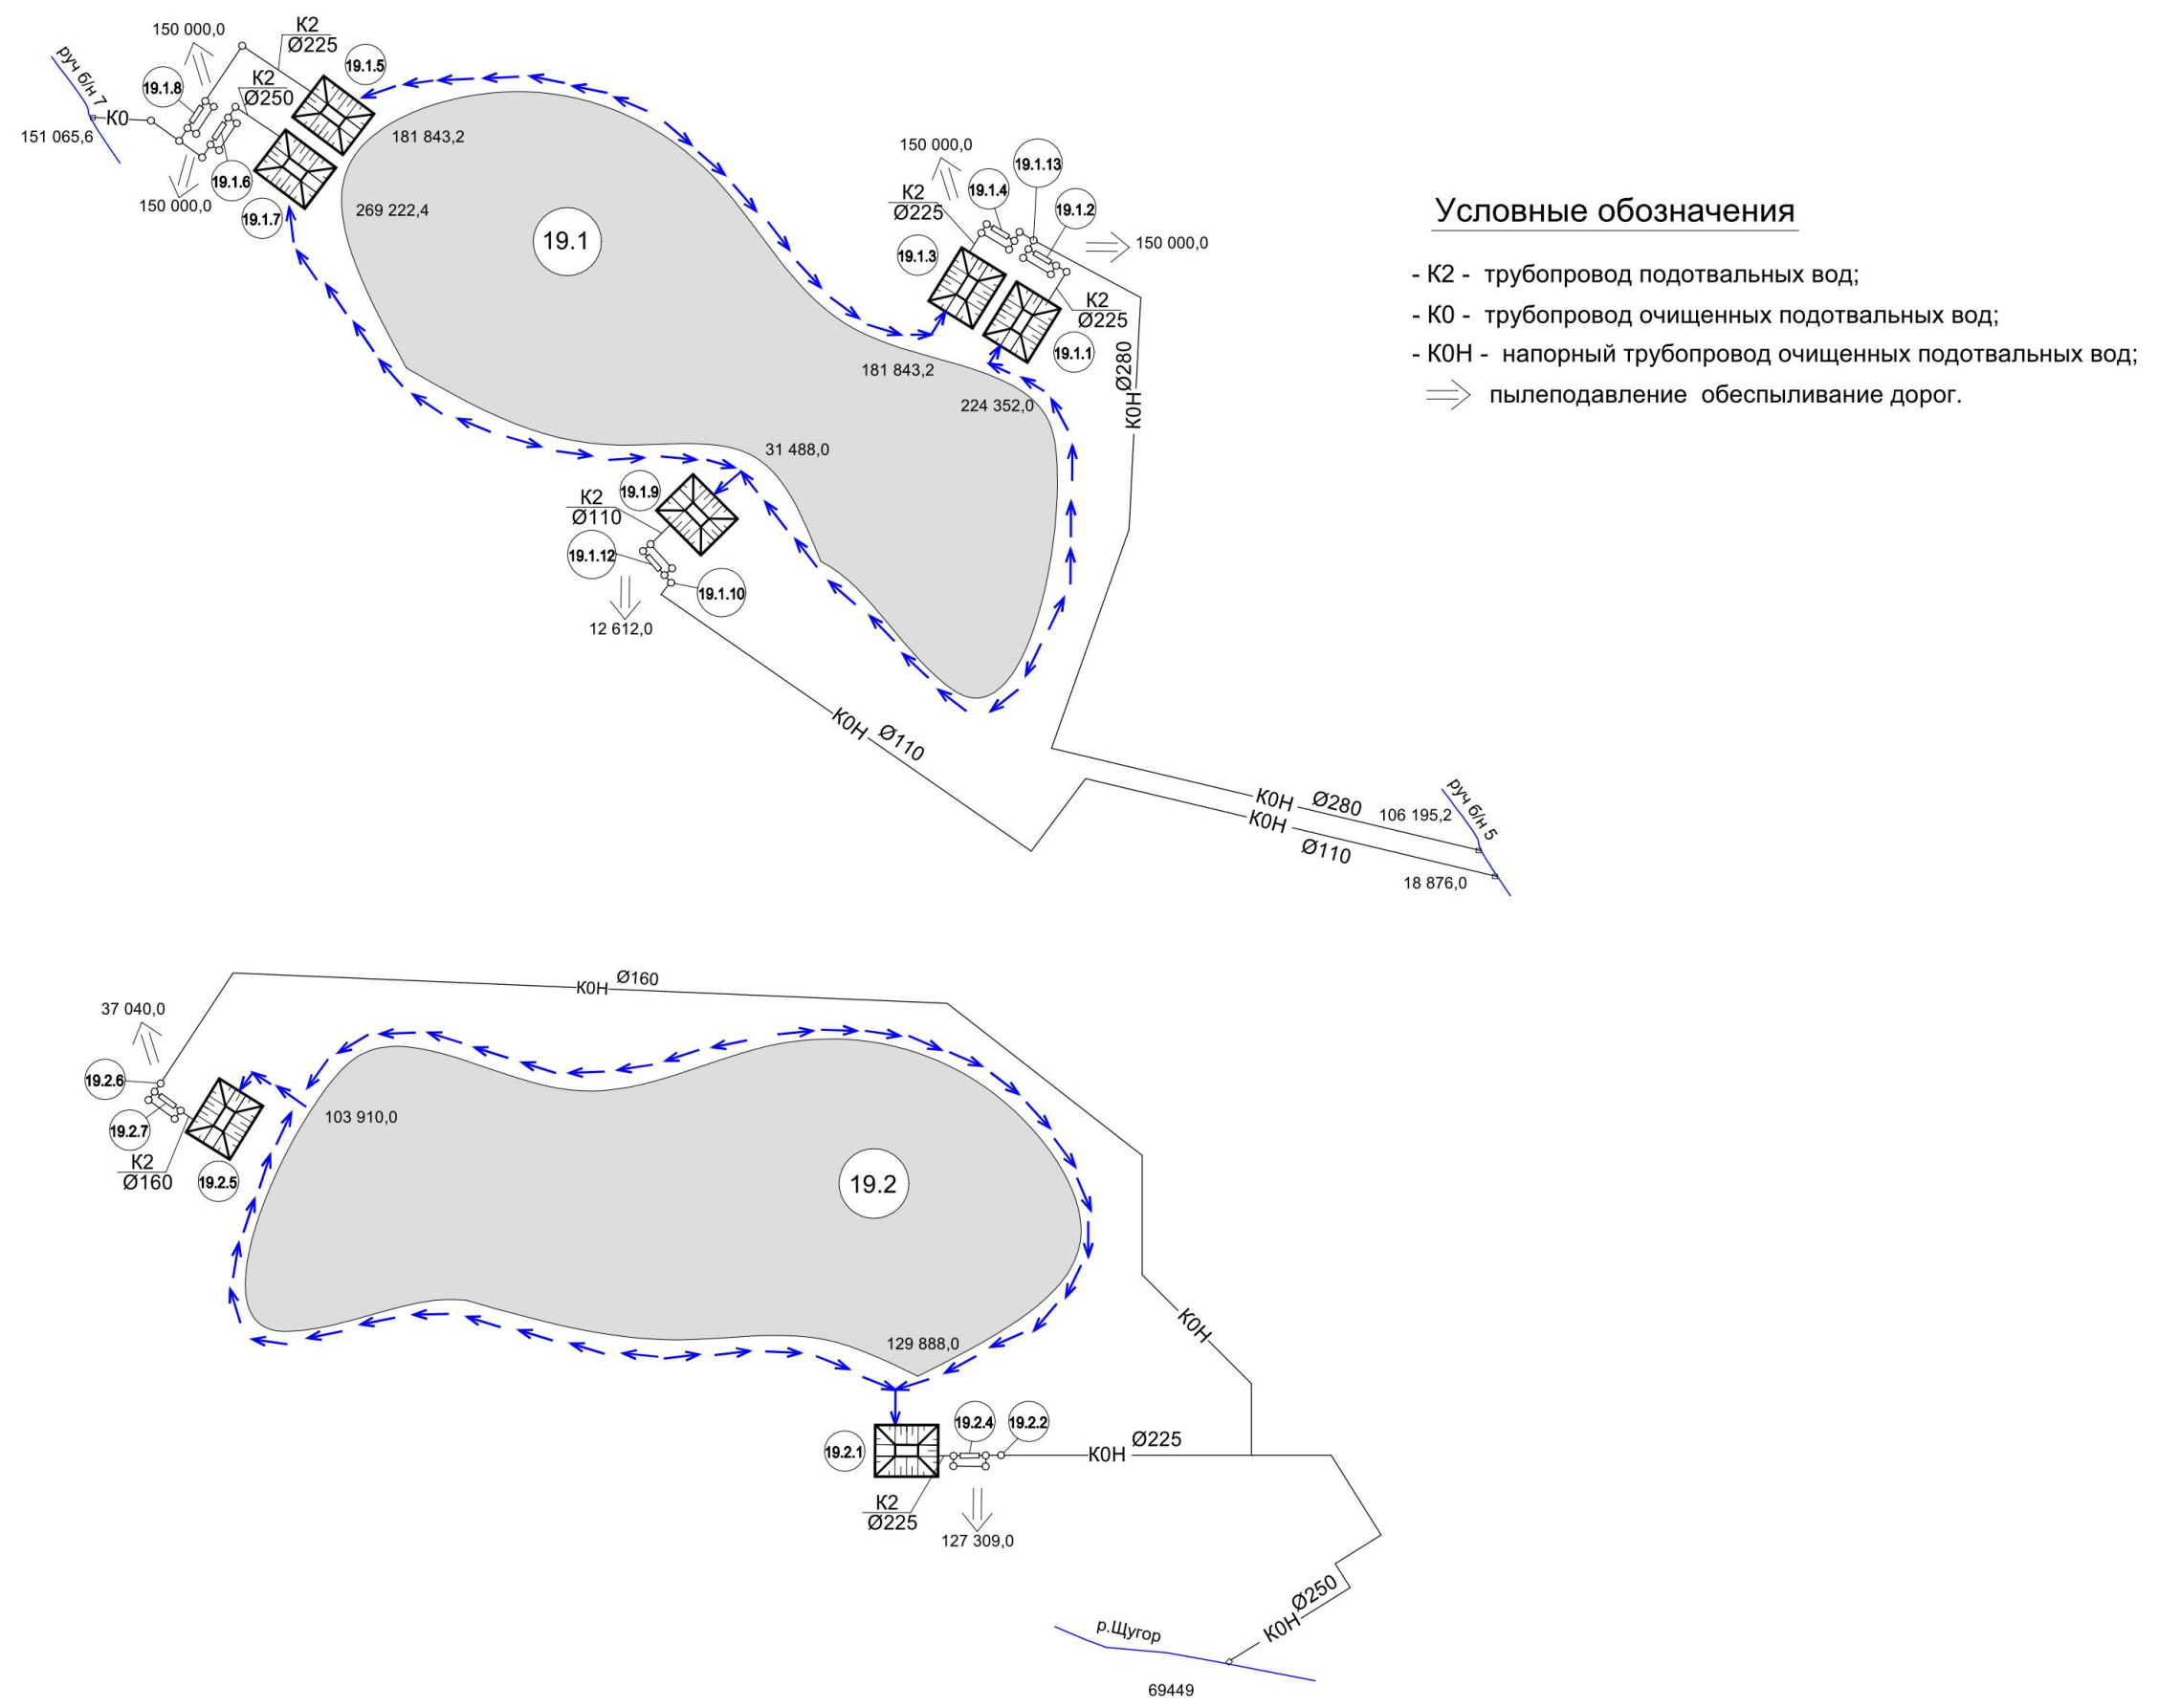 150 000,0
К2
Ø225
руч б/н 7
19.1.8
К2
Ø250
19.1.5
К0
151 065,6
181 843,2
19.1.6
150 000,0
19.1.7
269 222,4
19.1
150 000,0
19.1.13
19.1.4
К2
Ø225
19.1.2
150 000,0
19.1.3
К2
Ø225
19.1.1
181 843,2
224 352,0
К0Н Ø280
31 488,0
19.1.9
К2
Ø110
19.1.12
19.1.10
12 612,0
К0Н Ø110
К0Н Ø280
106 195,2
руч б/н 5
К0Н
Ø110
18 876,0
Условные обозначения
- К2 - трубопровод подотвальных вод;
- К0 - трубопровод очищенных подотвальных вод;
- К0Н - напорный трубопровод очищенных подотвальных вод;
пылеподавление обеспыливание дорог.
К0Н Ø160
37 040,0
19.2.6
19.2.7
К2
Ø160
19.2.5
103 910,0
19.2
К0Н
129 888,0
19.2.1
19.2.4
19.2.2
К0Н Ø225
К2
Ø225
127 309,0
К0Н Ø250
р.Щугор
69449